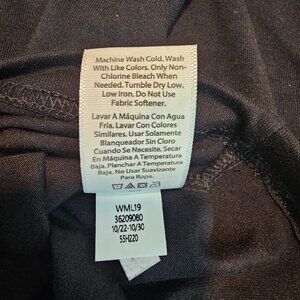 Machine Wash Cold. Wash
With Like Colors. Only Non-
Chlorine Bleach When
Needed. Tumble Dry Low.
Low Iron. Do Not Use
Fabric Softener.
Lavar A Máquina Con Agua
Fría. Lavar Con Colores
Similares. Usar Solamente
Blanqueador Sin Cloro
Cuando Se Necesite. Secar
En Máquina A Temperatura
Baja. Planchar A Temperatura
Baja. No Usar Suavizante
Para Ropa.
WML19
36209080
10/22-10/30
55H220